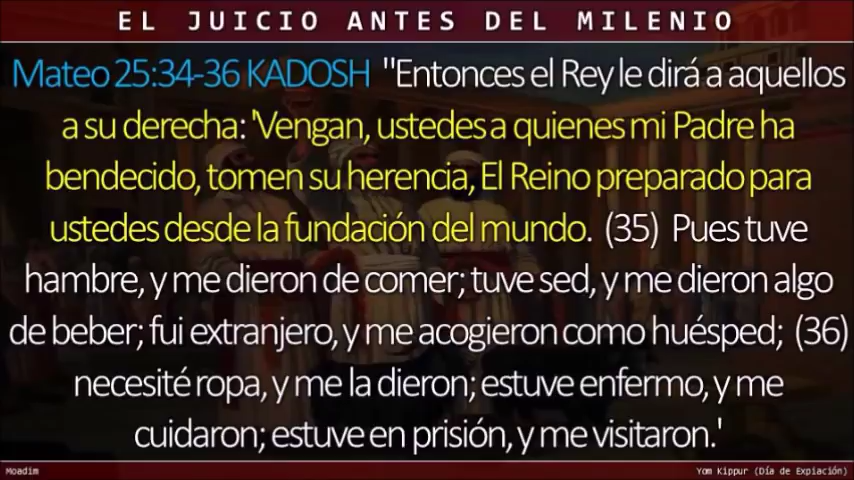 EL JUICIO ANTES DEL MILENIO
Mateo 25:34-36 KADOSH "Entonces el Rey le dirá a aquellos
a su derecha: 'Vengan, ustedes a quienes mi Padre ha
bendecido, tomen su herencia, El Reino preparado para
ustedes desde la fundación del mundo. (35) Pues tuve
hambre, y me dieron de comer; tuve sed, y me dieron algo
de beber; fui extranjero, y me acogieron como huésped; (36)
necesité ropa, y me la dieron; estuve enfermo, y me
cuidaron; estuve en prisión, y me visitaron.'
Moadim
Yom Kippur (Día de Expiación)